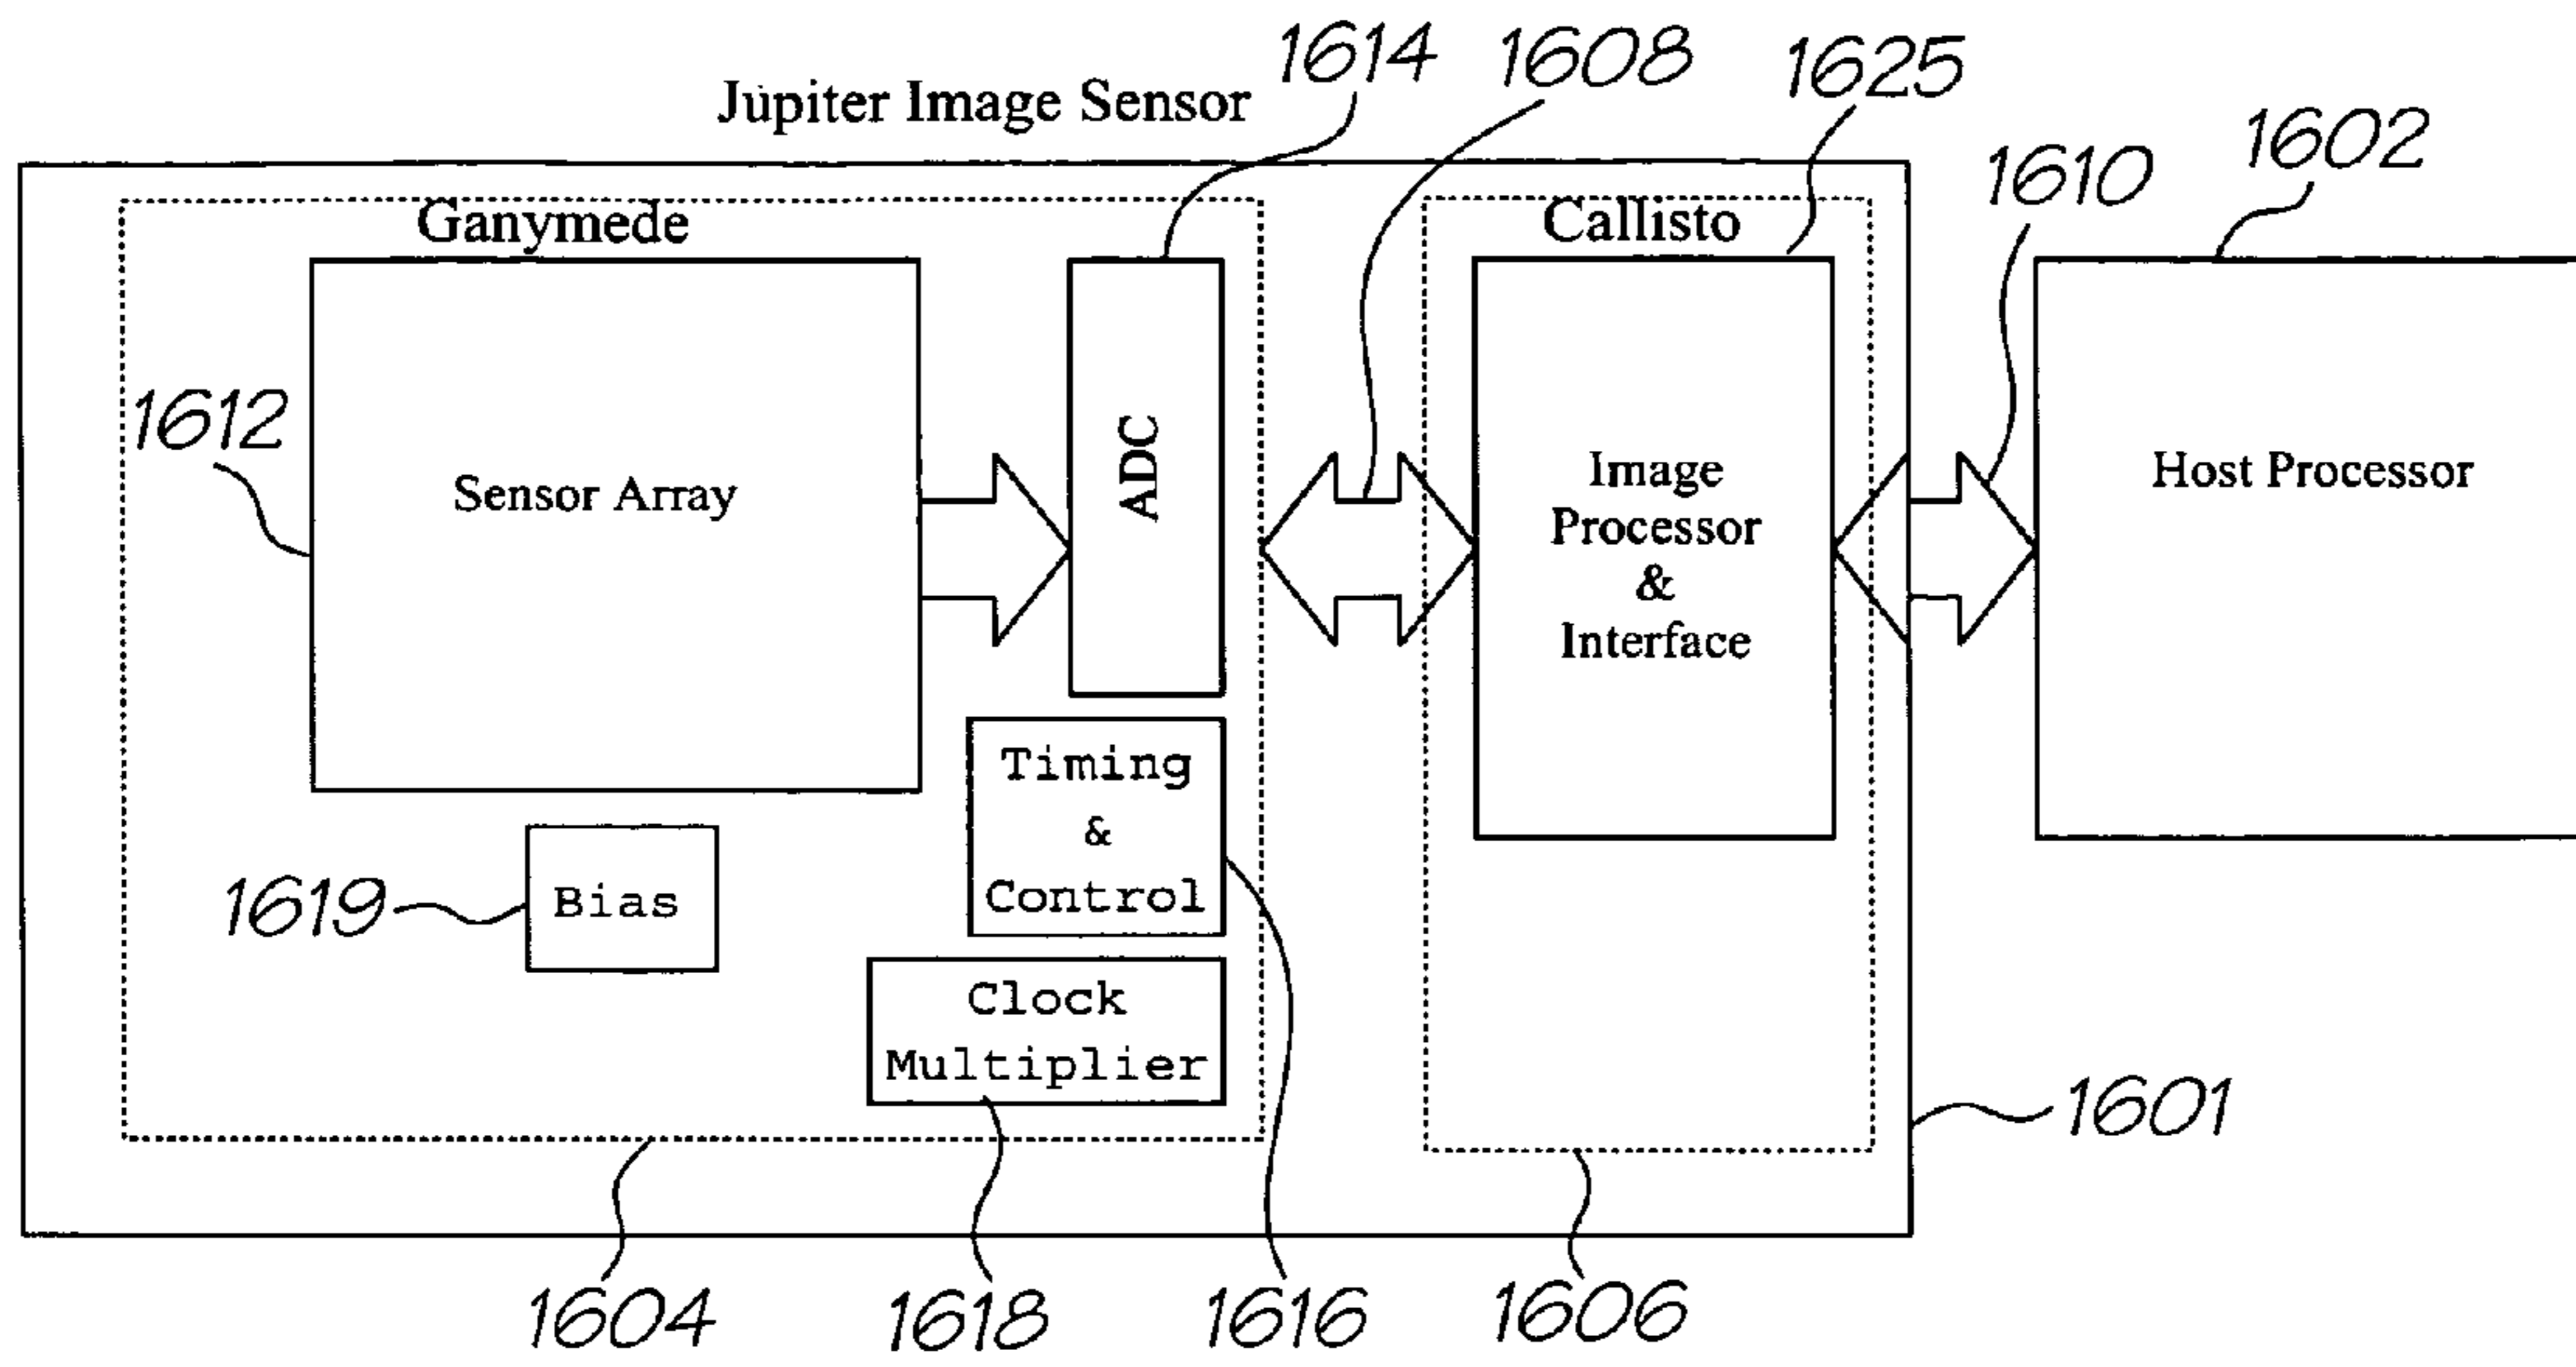 Jupiter Image Sensor
1614
1608
1625
1602
1610
Ganymede
Callisto
1612
Sensor Array
ADC
Image
Processor
&
Interface
Host Processor
Timing
&
Control
1619
Bias
Clock
Multiplier
1601
1604
1618
1616
1606